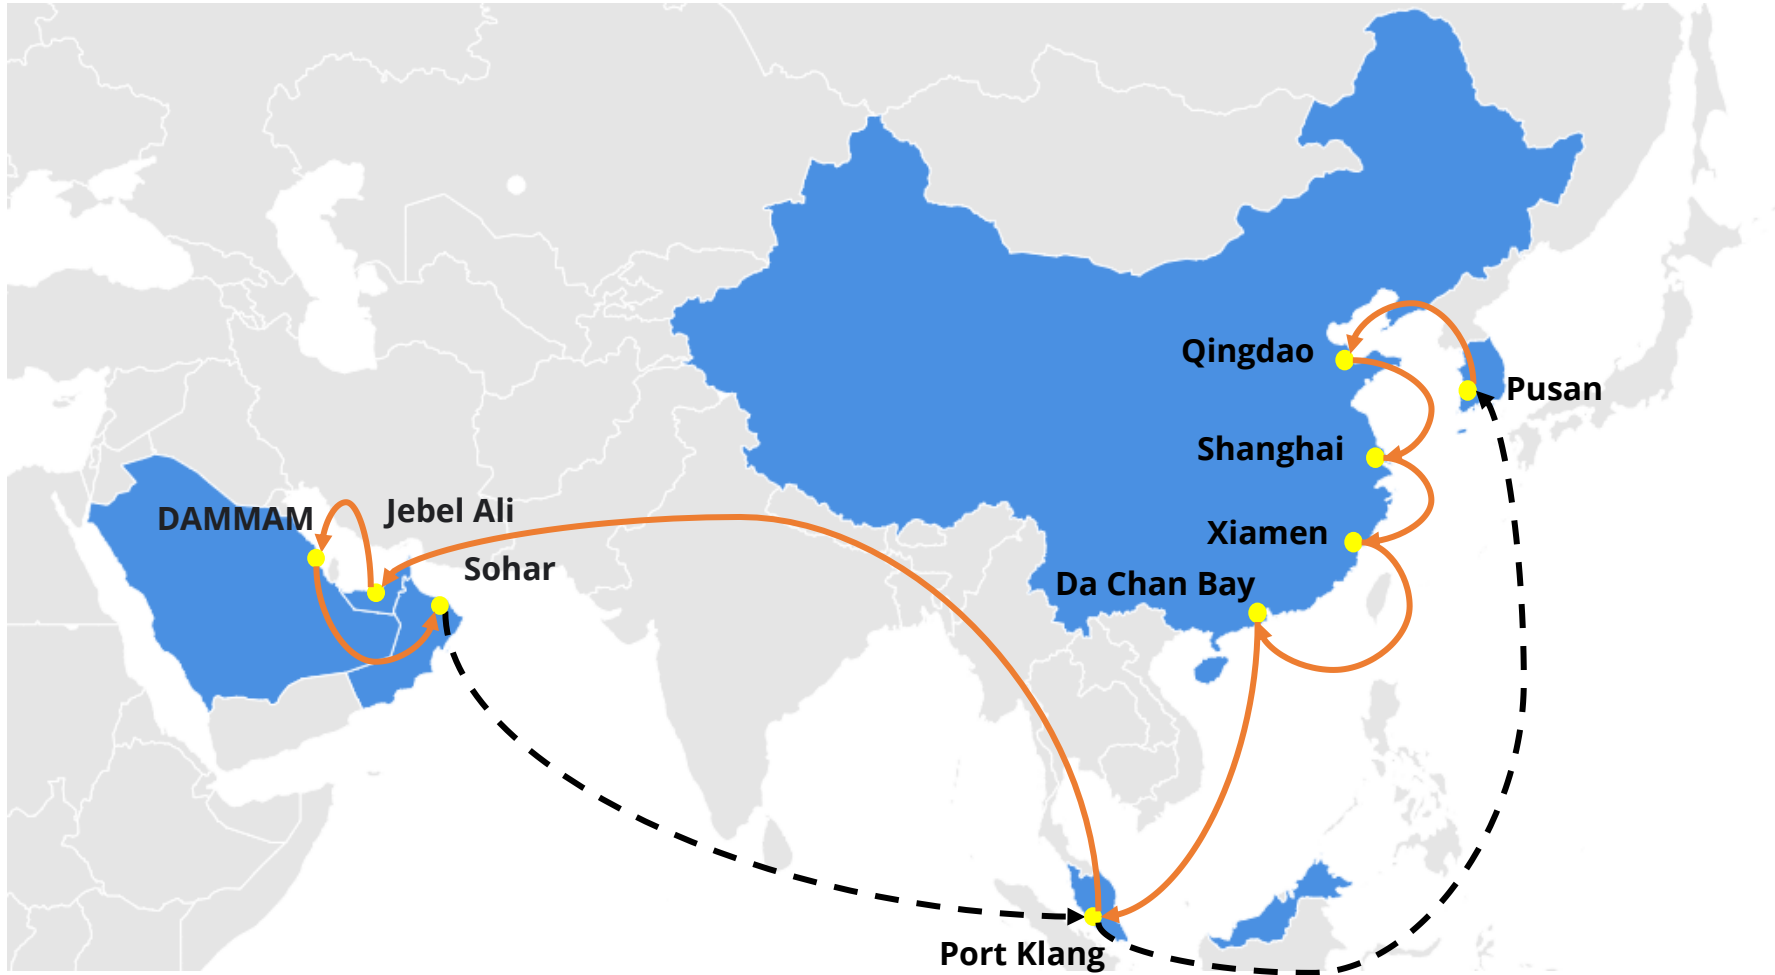 Qingdao
Pusan
Shanghai
Jebel Ali
DAMMAM
Xiamen
Sohar
Da Chan Bay
Port Klang